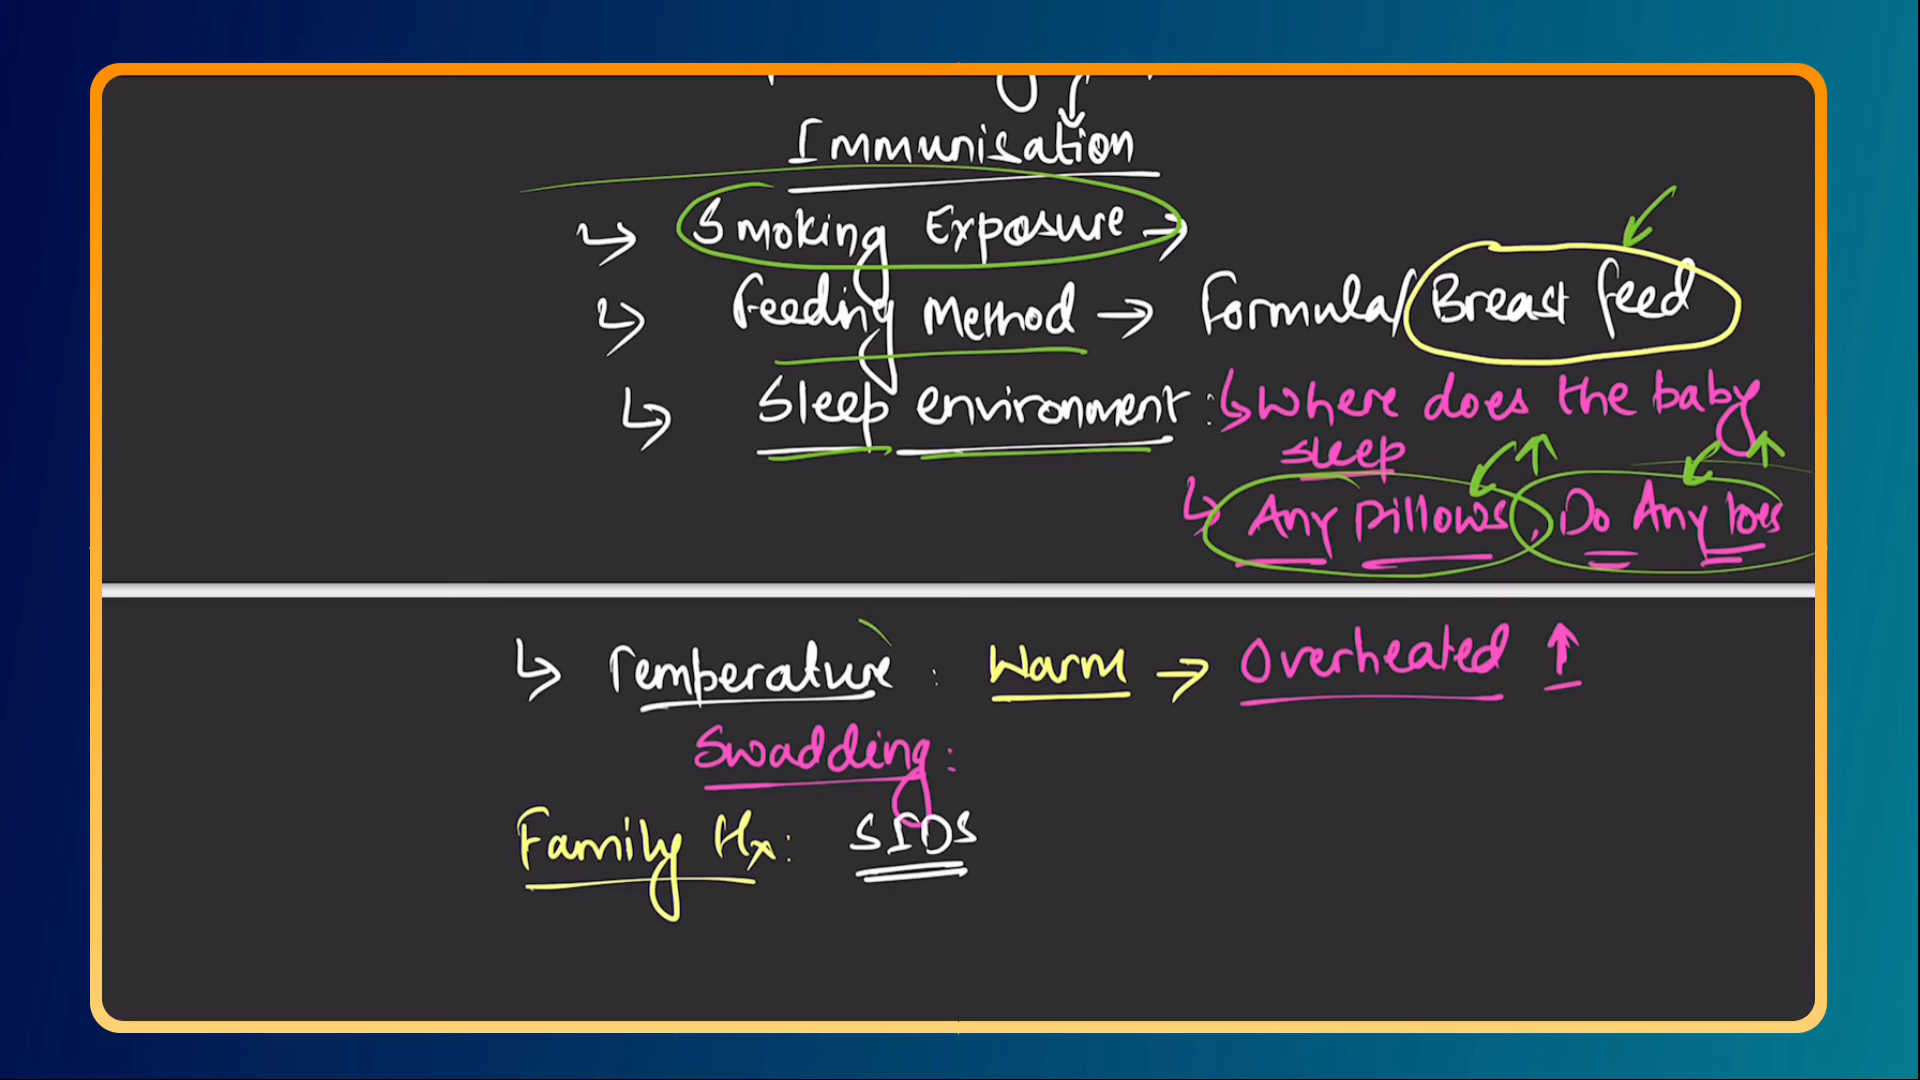 Immunisation
↳ Smoking Exposure →
↳ Feeding Method → Formula/Breast feed
↳ Sleep environment: ↳ Where does the baby
sleep
↳ Any pillows, Do Any toes
↳ Temperature: Warm → Overheated ↑
Swadding:
Family Hx: SIDS